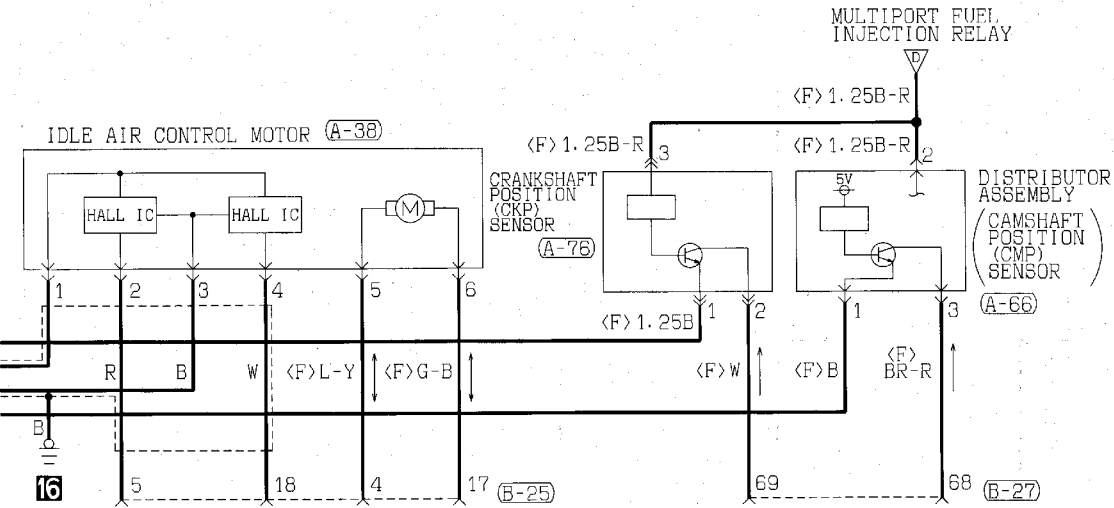 MULTIPORT FUEL
INJECTION RELAY
D
<F>1.25B-R
IDLE AIR CONTROL MOTOR A-38
<F>1.25B-R
3
<F>1.25B-R
2
HALL IC
HALL IC
M
CRANKSHAFT
POSITION
(CKP)
SENSOR
A-76
5V
DISTRIBUTOR
ASSEMBLY
(CAMSHAFT
POSITION
(CMP)
SENSOR)
A-66
1
2
3
4
5
6
1
2
1
3
<F>1.25B
R
B
W
<F>L-Y
<F>G-B
<F>W
<F>B
<F>
BR-R
B
16
5
18
4
17
B-25
69
68
B-27